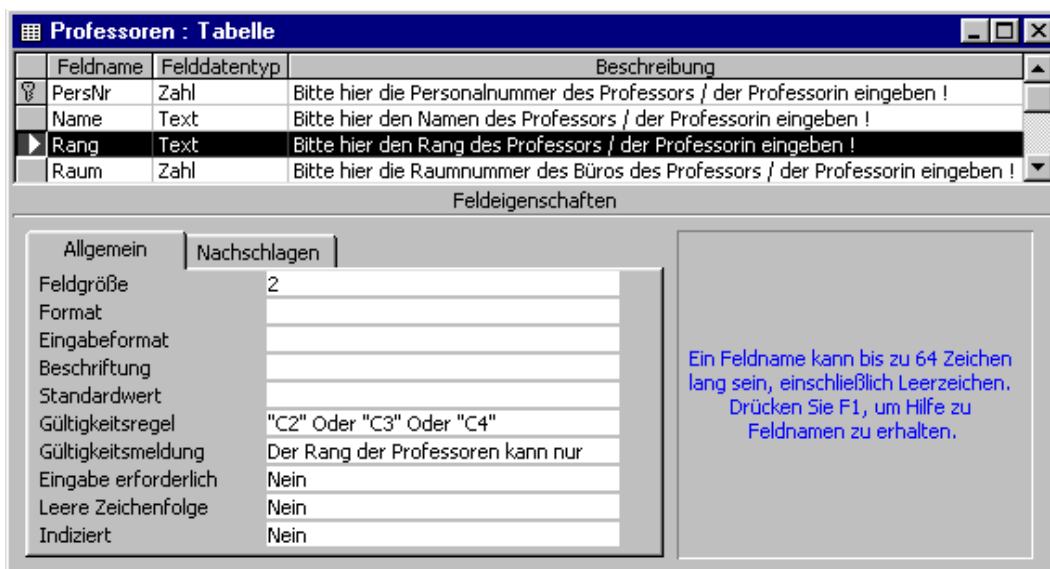 Professoren : Tabelle
Feldname Felddatentyp Beschreibung
PersNr Zahl Bitte hier die Personalnummer des Professors / der Professorin eingeben !
Name Text Bitte hier den Namen des Professors / der Professorin eingeben !
Rang Text Bitte hier den Rang des Professors / der Professorin eingeben !
Raum Zahl Bitte hier die Raumnummer des Büros des Professors / der Professorin eingeben !
Feldeigenschaften
Allgemein Nachschlagen
Feldgröße 2
Format
Eingabeformat
Beschriftung
Standardwert
Gültigkeitsregel "C2" Oder "C3" Oder "C4"
Gültigkeitsmeldung Der Rang der Professoren kann nur
Eingabe erforderlich Nein
Leere Zeichenfolge Nein
Indiziert Nein
Ein Feldname kann bis zu 64 Zeichen
lang sein, einschließlich Leerzeichen.
Drücken Sie F1, um Hilfe zu
Feldnamen zu erhalten.